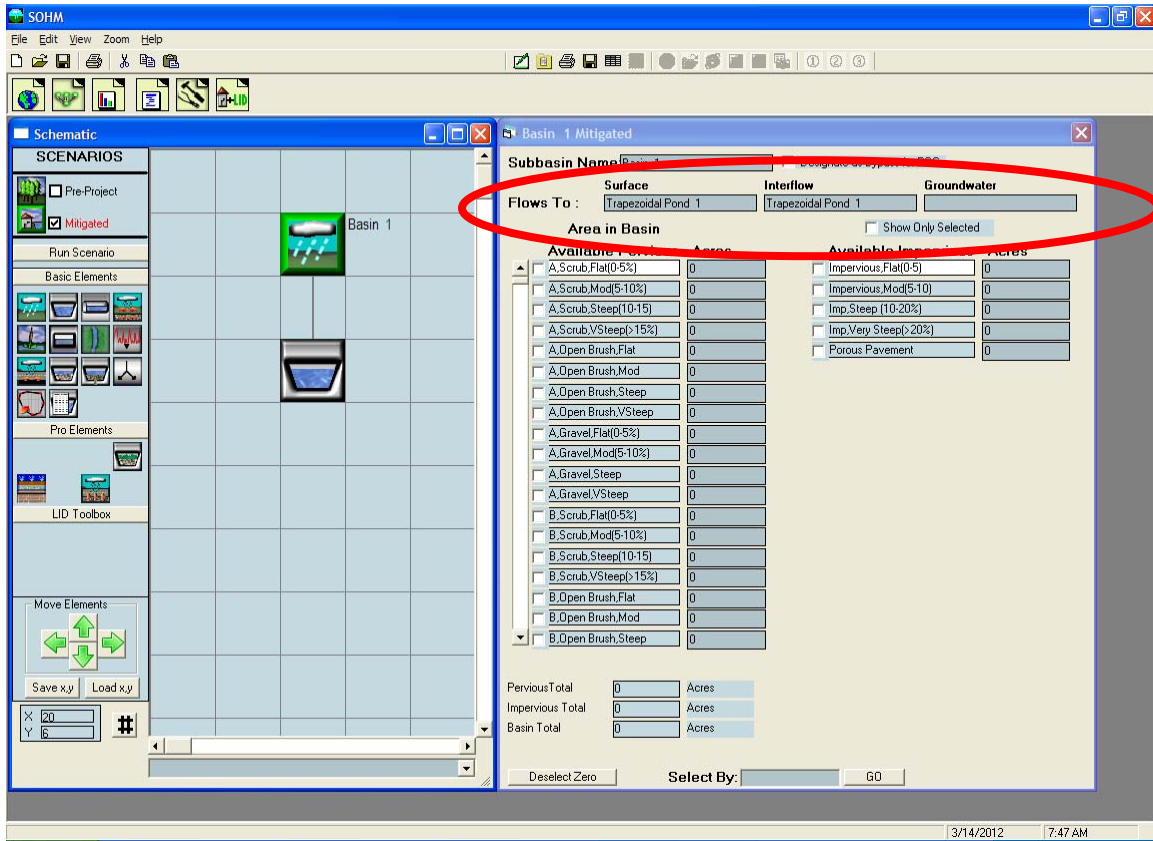 SOHM
File Edit View Zoom Help
+LID
Schematic
SCENARIOS
Pre-Project
Mitigated
Run Scenario
Basic Elements
Pro Elements
LID Toolbox
Move Elements
Save x,y Load x,y
X 20
Y 6
#
Basin 1
Basin 1 Mitigated
Subbasin Name: Basin 1
Surface Interflow Groundwater
Flows To : Trapezoidal Pond 1 Trapezoidal Pond 1
Area in Basin Show Only Selected
Available Pervious Acres Available Impervious Acres
A,Scrub,Flat(0-5%) 0 Impervious,Flat(0-5) 0
A,Scrub,Mod(5-10%) 0 Impervious,Mod(5-10) 0
A,Scrub,Steep(10-15) 0 Imp,Steep (10-20%) 0
A,Scrub,VSteep(>15%) 0 Imp,Very Steep(>20%) 0
A,Open Brush,Flat 0 Porous Pavement 0
A,Open Brush,Mod 0
A,Open Brush,Steep 0
A,Open Brush,VSteep 0
A,Gravel,Flat(0-5%) 0
A,Gravel,Mod(5-10%) 0
A,Gravel,Steep 0
A,Gravel,VSteep 0
B,Scrub,Flat(0-5%) 0
B,Scrub,Mod(5-10%) 0
B,Scrub,Steep(10-15) 0
B,Scrub,VSteep(>15%) 0
B,Open Brush,Flat 0
B,Open Brush,Mod 0
B,Open Brush,Steep 0
PerviousTotal 0 Acres
Impervious Total 0 Acres
Basin Total 0 Acres
Deselect Zero Select By: GO
3/14/2012 7:47 AM